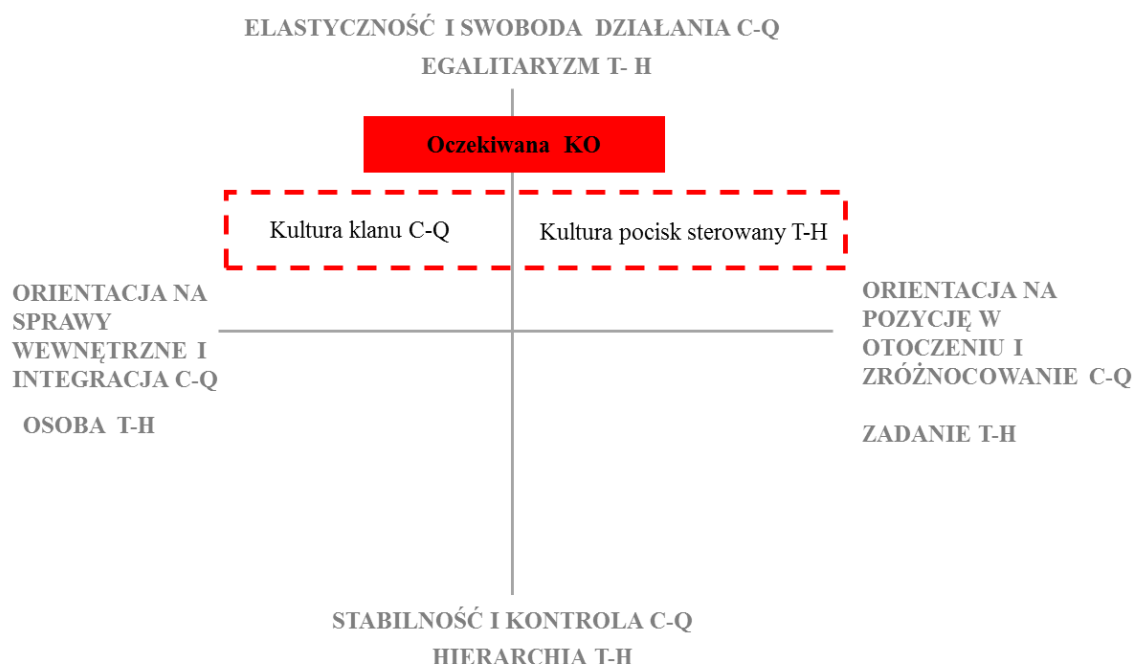 ELASTYCZNOŚĆ I SWOBODA DZIAŁANIA C-Q
EGALITARYZM T- H
Oczekiwana KO
Kultura klanu C-Q
Kultura pocisk sterowany T-H
ORIENTACJA NA
SPRAWY
WEWNĘTRZNE I
INTEGRACJA C-Q
OSOBA T-H
ORIENTACJA NA
POZYCJĘ W
OTOCZENIU I
ZRÓŻNOCOWANIE C-Q
ZADANIE T-H
STABILNOŚĆ I KONTROLA C-Q
HIERARCHIA T-H